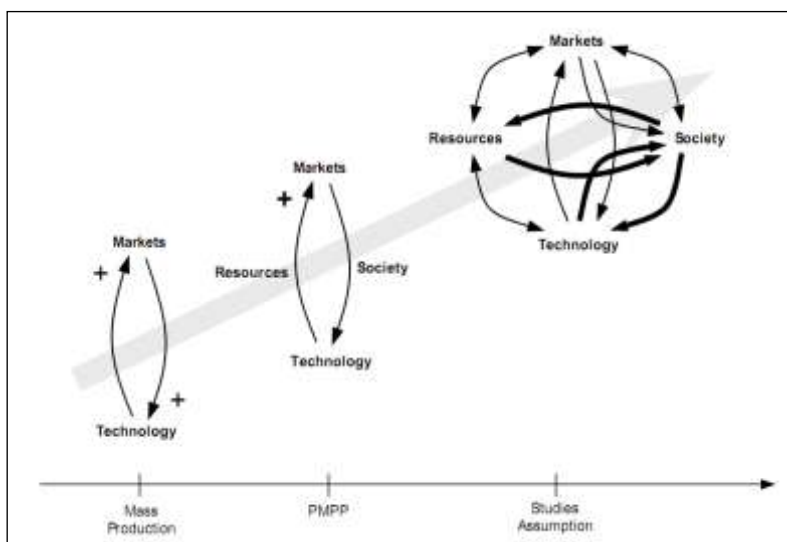 Markets
Resources
Society
Technology
+
Markets
Resources
Society
Technology
Markets
+
+
Technology
Mass
Production
PMPP
Studies
Assumption